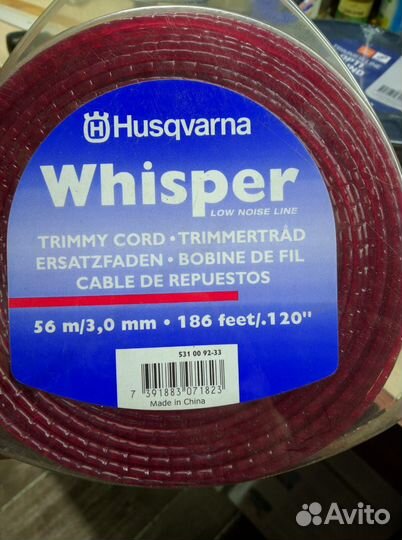 Husqvarna
Whisper
LOW NOISE LINE
TRIMMY CORD • TRIMMERTRÅD
ERSATZFADEN • BOBINE DE FIL
CABLE DE REPUESTOS
56 m/3,0 mm • 186 feet/.120"
531 00 92-33
7 391883 071823
Made in China
Avito